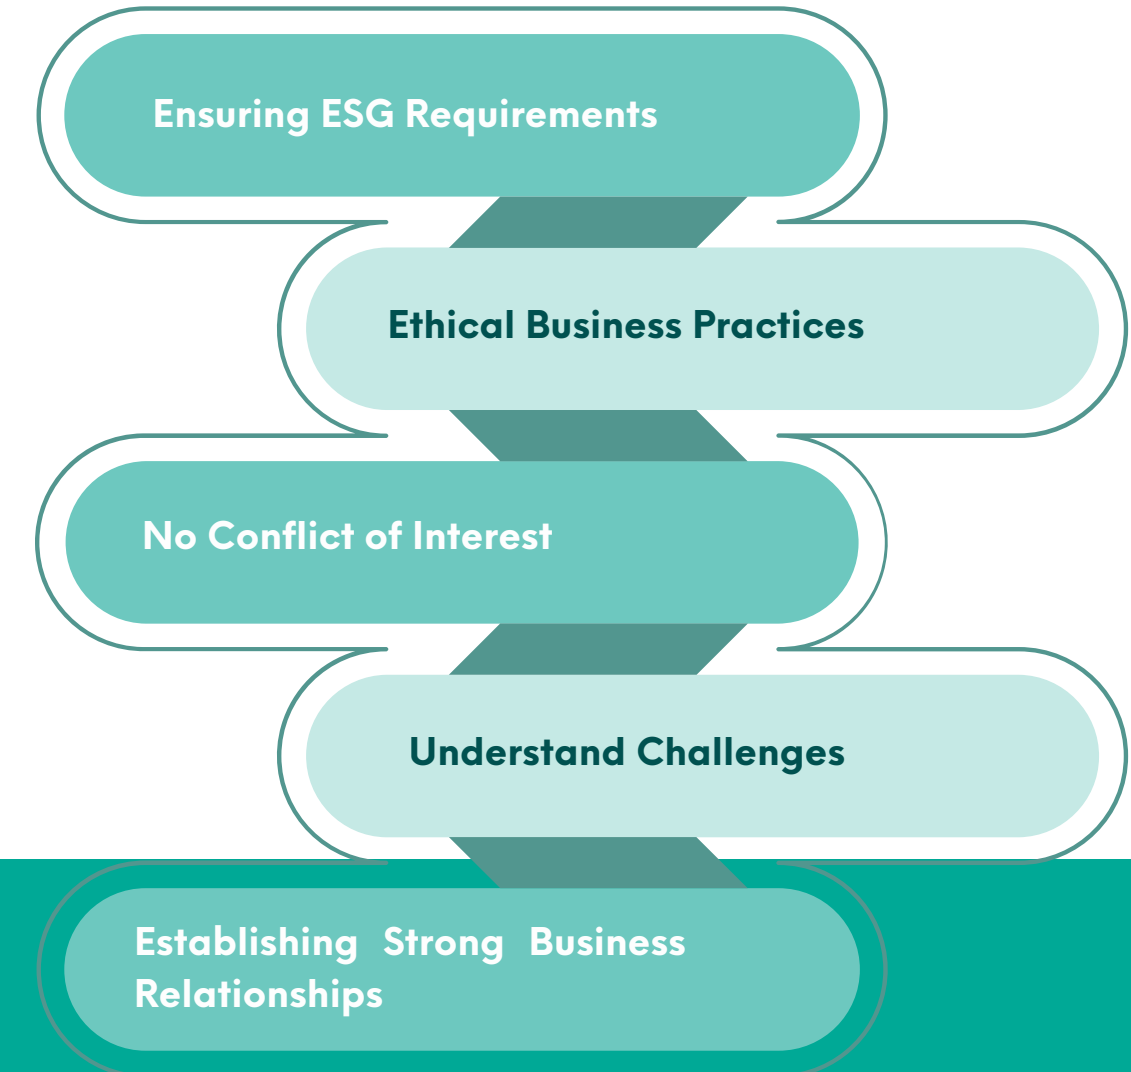 Ensuring ESG Requirements
Ethical Business Practices
No Conflict of Interest
Understand Challenges
Establishing Strong Business
Relationships